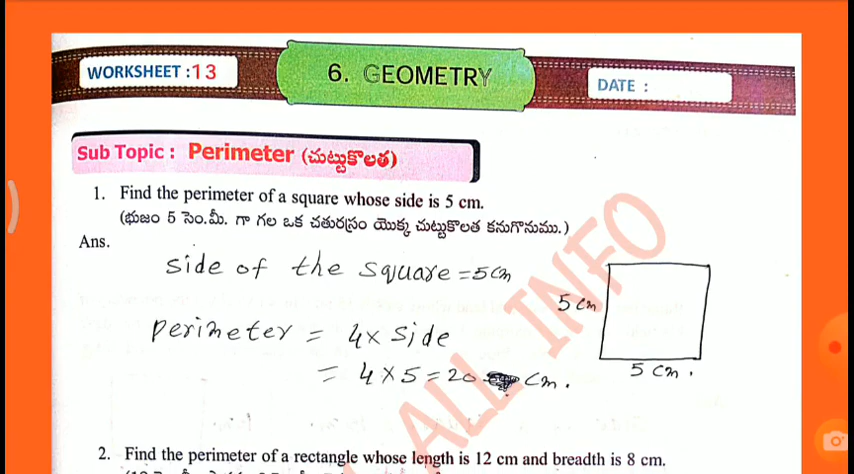 WORKSHEET :13
6. GEOMETRY
DATE :
Sub Topic : Perimeter (చుట్టుకొలత)
1. Find the perimeter of a square whose side is 5 cm.
(భుజం 5 సెం.మీ. గా గల ఒక చతురస్రం యొక్క చుట్టుకొలత కనుగొనుము.)
Ans.
side of the square =5cm
5 cm
perimeter = 4x side
= 4x5=20 cm.
5 cm.
ALL INFO
2. Find the perimeter of a rectangle whose length is 12 cm and breadth is 8 cm.